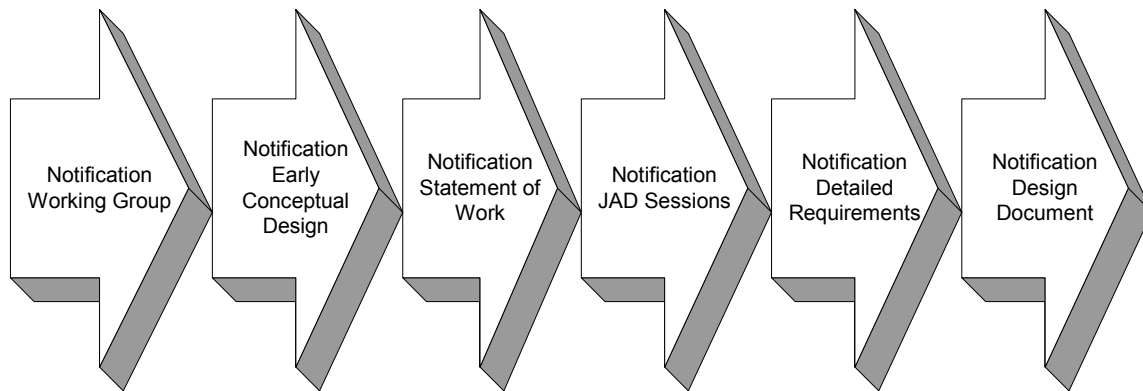 Notification
Working Group
Notification
Early
Conceptual
Design
Notification
Statement of
Work
Notification
JAD Sessions
Notification
Detailed
Requirements
Notification
Design
Document